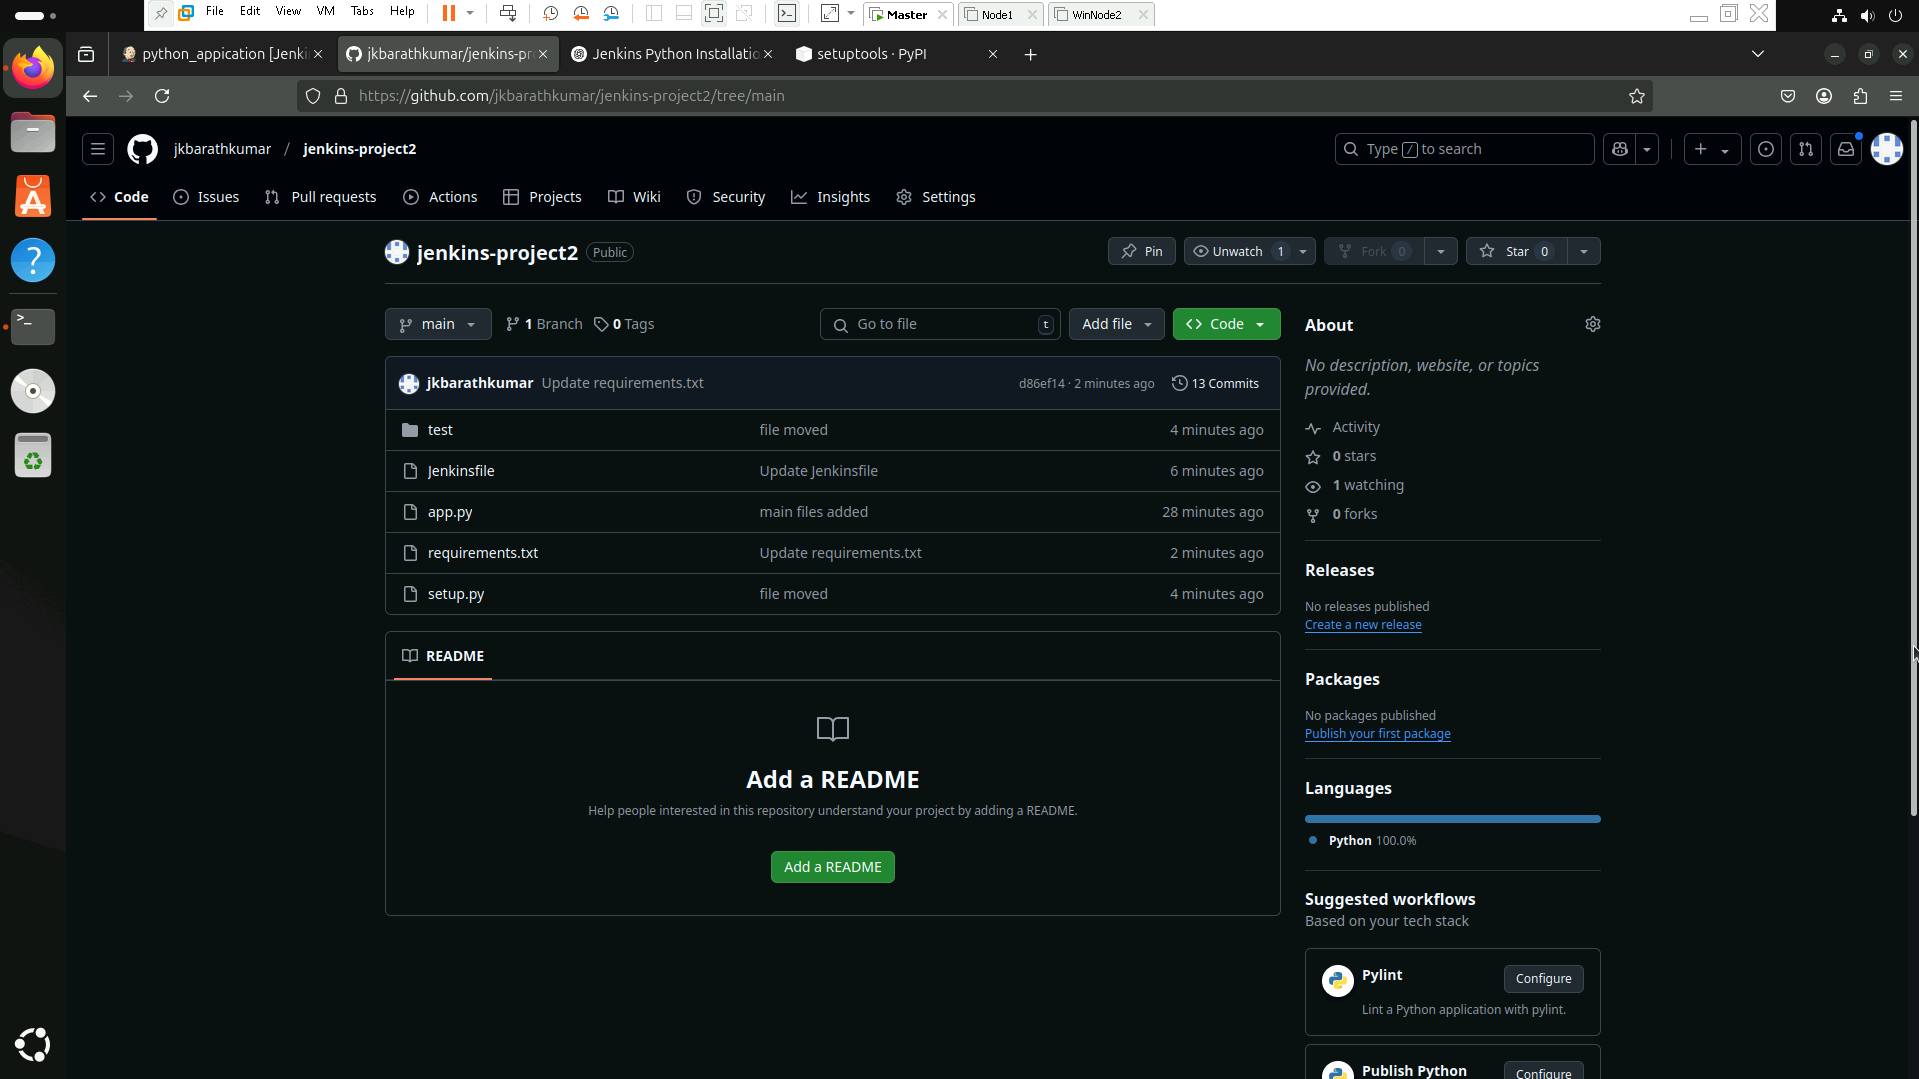 File Edit View VM Tabs Help Master Node1 WinNode2
python_appication [Jenki jkbarathkumar/jenkins-pr Jenkins Python Installatio setuptools · PyPI
https://github.com/jkbarathkumar/jenkins-project2/tree/main
jkbarathkumar / jenkins-project2 Type / to search
Code Issues Pull requests Actions Projects Wiki Security Insights Settings
jenkins-project2 Public Pin Unwatch 1 Fork 0 Star 0
main 1 Branch 0 Tags Go to file t Add file Code
jkbarathkumar Update requirements.txt d86ef14 · 2 minutes ago 13 Commits
test file moved 4 minutes ago
Jenkinsfile Update Jenkinsfile 6 minutes ago
app.py main files added 28 minutes ago
requirements.txt Update requirements.txt 2 minutes ago
setup.py file moved 4 minutes ago
README
Add a README
Help people interested in this repository understand your project by adding a README.
Add a README
About
No description, website, or topics
provided.
Activity
0 stars
1 watching
0 forks
Releases
No releases published
Create a new release
Packages
No packages published
Publish your first package
Languages
Python 100.0%
Suggested workflows
Based on your tech stack
Pylint Configure
Lint a Python application with pylint.
Publish Python Configure